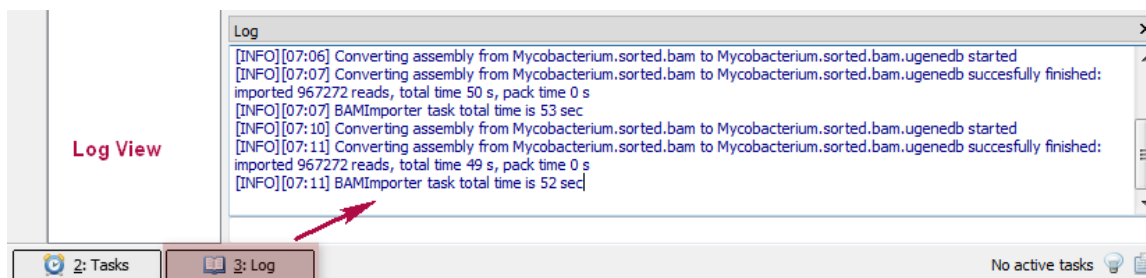 Log
[INFO][07:06] Converting assembly from Mycobacterium.sorted.bam to Mycobacterium.sorted.bam.ugenedb started
[INFO][07:07] Converting assembly from Mycobacterium.sorted.bam to Mycobacterium.sorted.bam.ugenedb succesfully finished:
imported 967272 reads, total time 50 s, pack time 0 s
[INFO][07:07] BAMImporter task total time is 53 sec
[INFO][07:10] Converting assembly from Mycobacterium.sorted.bam to Mycobacterium.sorted.bam.ugenedb started
[INFO][07:11] Converting assembly from Mycobacterium.sorted.bam to Mycobacterium.sorted.bam.ugenedb succesfully finished:
imported 967272 reads, total time 49 s, pack time 0 s
[INFO][07:11] BAMImporter task total time is 52 sec
Log View
2: Tasks
3: Log
No active tasks